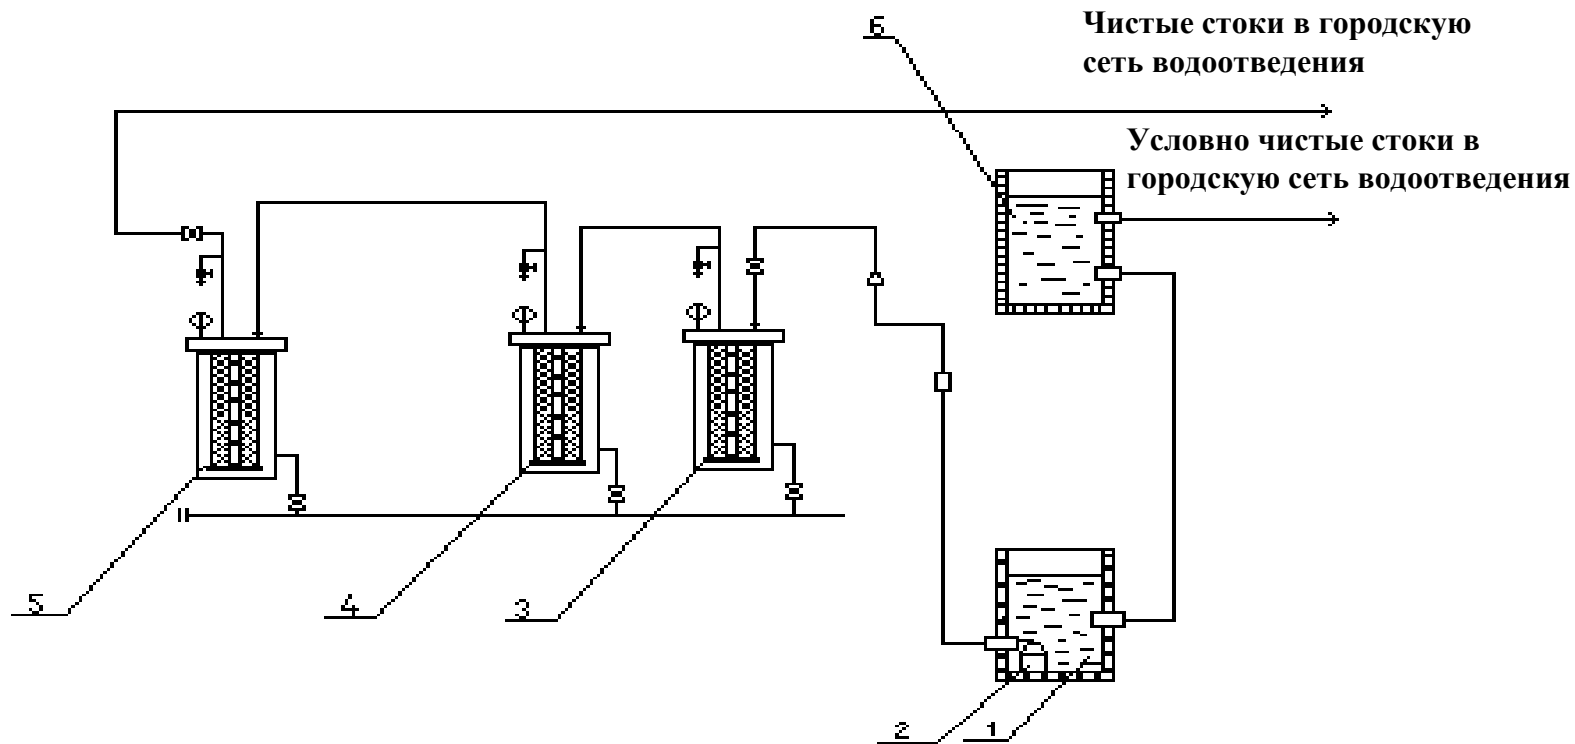 6
Чистые стоки в городскую
сеть водоотведения
Условно чистые стоки в
городскую сеть водоотведения
5
4
3
2
1